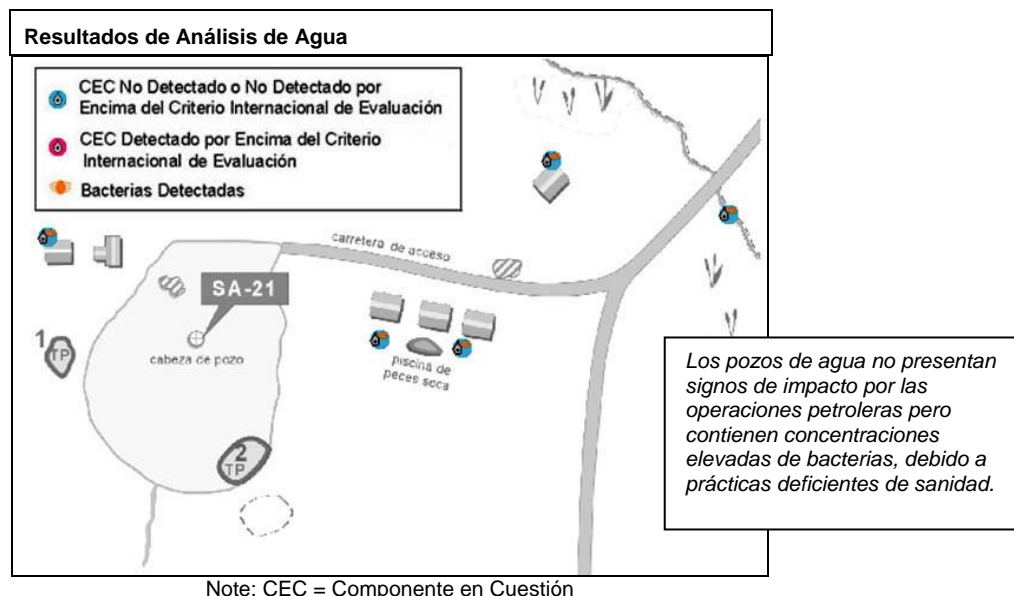 Resultados de Análisis de Agua
CEC No Detectado o No Detectado por
Encima del Criterio Internacional de Evaluación
CEC Detectado por Encima del Criterio
Internacional de Evaluación
Bacterias Detectadas
carretera de acceso
SA-21
1
TP
cabeza de pozo
piscina de
peces seca
2
TP
Los pozos de agua no presentan
signos de impacto por las
operaciones petroleras pero
contienen concentraciones
elevadas de bacterias, debido a
prácticas deficientes de sanidad.
Note: CEC = Componente en Cuestión